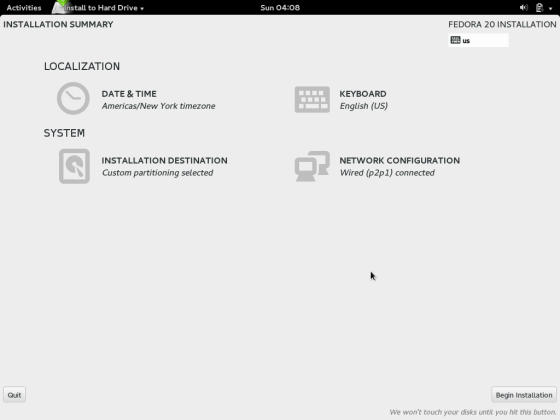 Activities
Install to Hard Drive
Sun 04:08
INSTALLATION SUMMARY
FEDORA 20 INSTALLATION
us
LOCALIZATION
DATE & TIME
Americas/New York timezone
KEYBOARD
English (US)
SYSTEM
INSTALLATION DESTINATION
Custom partitioning selected
NETWORK CONFIGURATION
Wired (p2p1) connected
Quit
Begin Installation
We won't touch your disks until you hit this button.